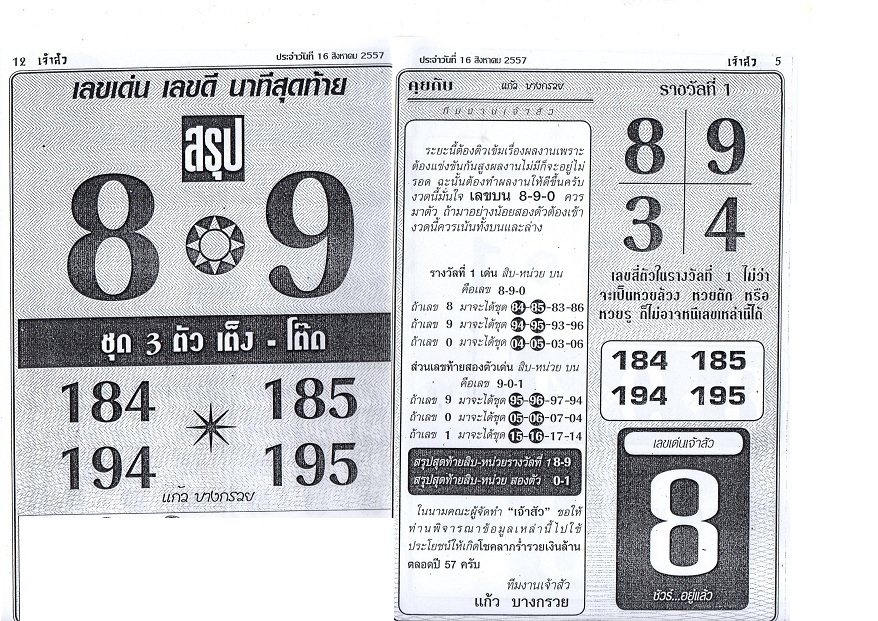 12 เจ้าสัว
ประจำวันที่ 16 สิงหาคม 2557
เลขเด่น เลขดี นาทีสุดท้าย
สรุป
8 9
ชุด 3 ตัว เต็ง - โต๊ด
184 185
194 195
แก้ว บางกรวย
ประจำวันที่ 16 สิงหาคม 2557
เจ้าสัว 5
คุยกับ แก้ว บางกรวย
ทีมงานเจ้าสัว
ระยะนี้ต้องติวเข้มเรื่องผลงานเพราะ
ต้องแข่งขันกันสูงผลงานไม่มีก็จะอยู่ไม่
รอด ฉะนั้นต้องทำผลงานให้ดีขึ้นครับ
งวดนี้มั่นใจ เลขบน 8-9-0 ควร
มาตัว ถ้ามาอย่างน้อยสองตัวต้องเข้า
งวดนี้ควรเน้นทั้งบนและล่าง
รางวัลที่ 1 เด่น สิบ-หน่วย บน
คือเลข 8-9-0
ถ้าเลข 8 มาจะได้ชุด 84-85-83-86
ถ้าเลข 9 มาจะได้ชุด 94-95-93-96
ถ้าเลข 0 มาจะได้ชุด 04-05-03-06
ส่วนเลขท้ายสองตัวเด่น สิบ-หน่วย บน
คือเลข 9-0-1
ถ้าเลข 9 มาจะได้ชุด 95-96-97-94
ถ้าเลข 0 มาจะได้ชุด 05-06-07-04
ถ้าเลข 1 มาจะได้ชุด 15-16-17-14
สรุปสุดท้ายสิบ-หน่วยรางวัลที่ 1 8-9
สรุปสุดท้ายสิบ-หน่วย สองตัว 0-1
ในนามคณะผู้จัดทำ “เจ้าสัว” ขอให้
ท่านพิจารณาข้อมูลเหล่านี้ไปใช้
ประโยชน์ให้เกิดโชคลาภร่ำรวยเงินล้าน
ตลอดปี 57 ครับ
ทีมงานเจ้าสัว
แก้ว บางกรวย
รางวัลที่ 1
8 9
3 4
เลขสี่ตัวในรางวัลที่ 1 ไม่ว่า
จะเป็นหวยล้วง หวยดัก หรือ
หวยรู ก็ไม่อาจหนีเลขเหล่านี้ได้
184 185
194 195
เลขเด่นเจ้าสัว
8
ชัวร์...อยู่แล้ว